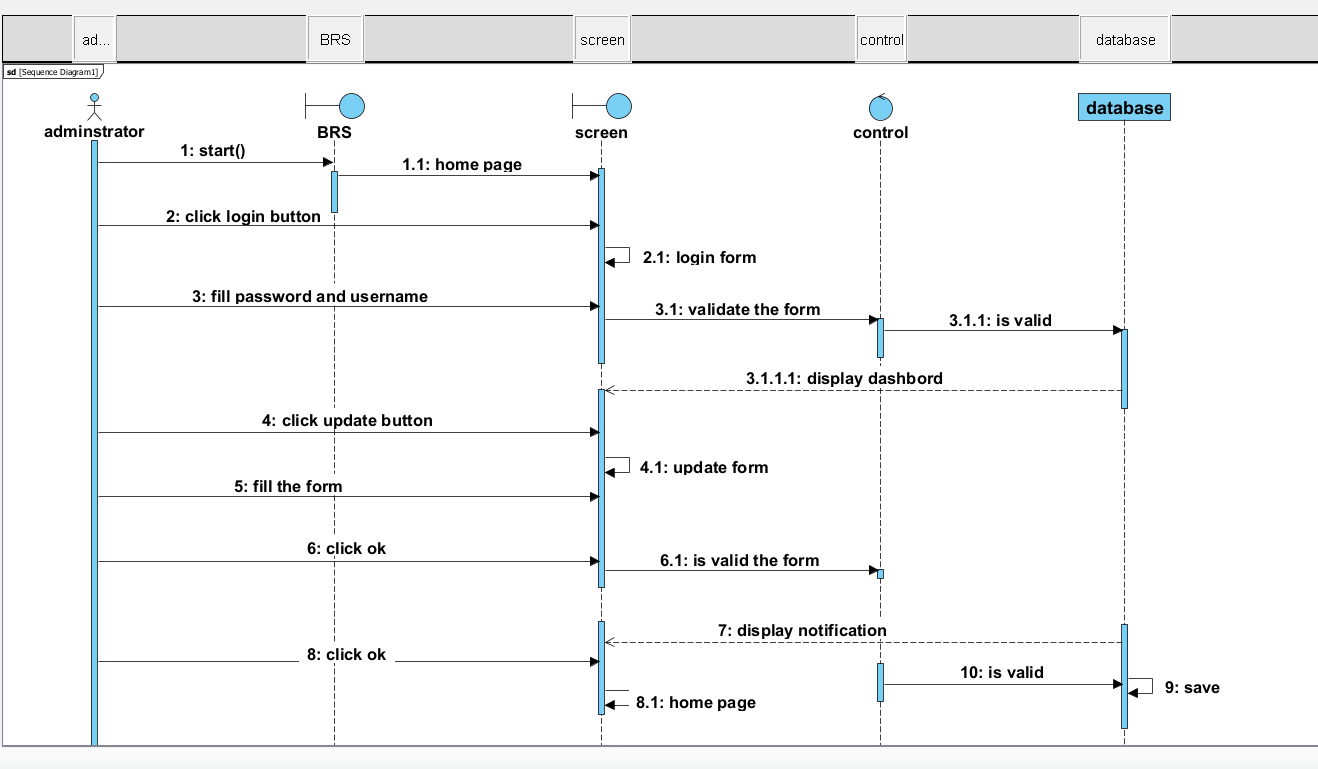 ad...
BRS
screen
control
database
sd [Sequence Diagram1]
adminstrator
BRS
screen
control
database
1: start()
1.1: home page
2: click login button
2.1: login form
3: fill password and username
3.1: validate the form
3.1.1: is valid
3.1.1.1: display dashbord
4: click update button
4.1: update form
5: fill the form
6: click ok
6.1: is valid the form
7: display notification
8: click ok
10: is valid
9: save
8.1: home page